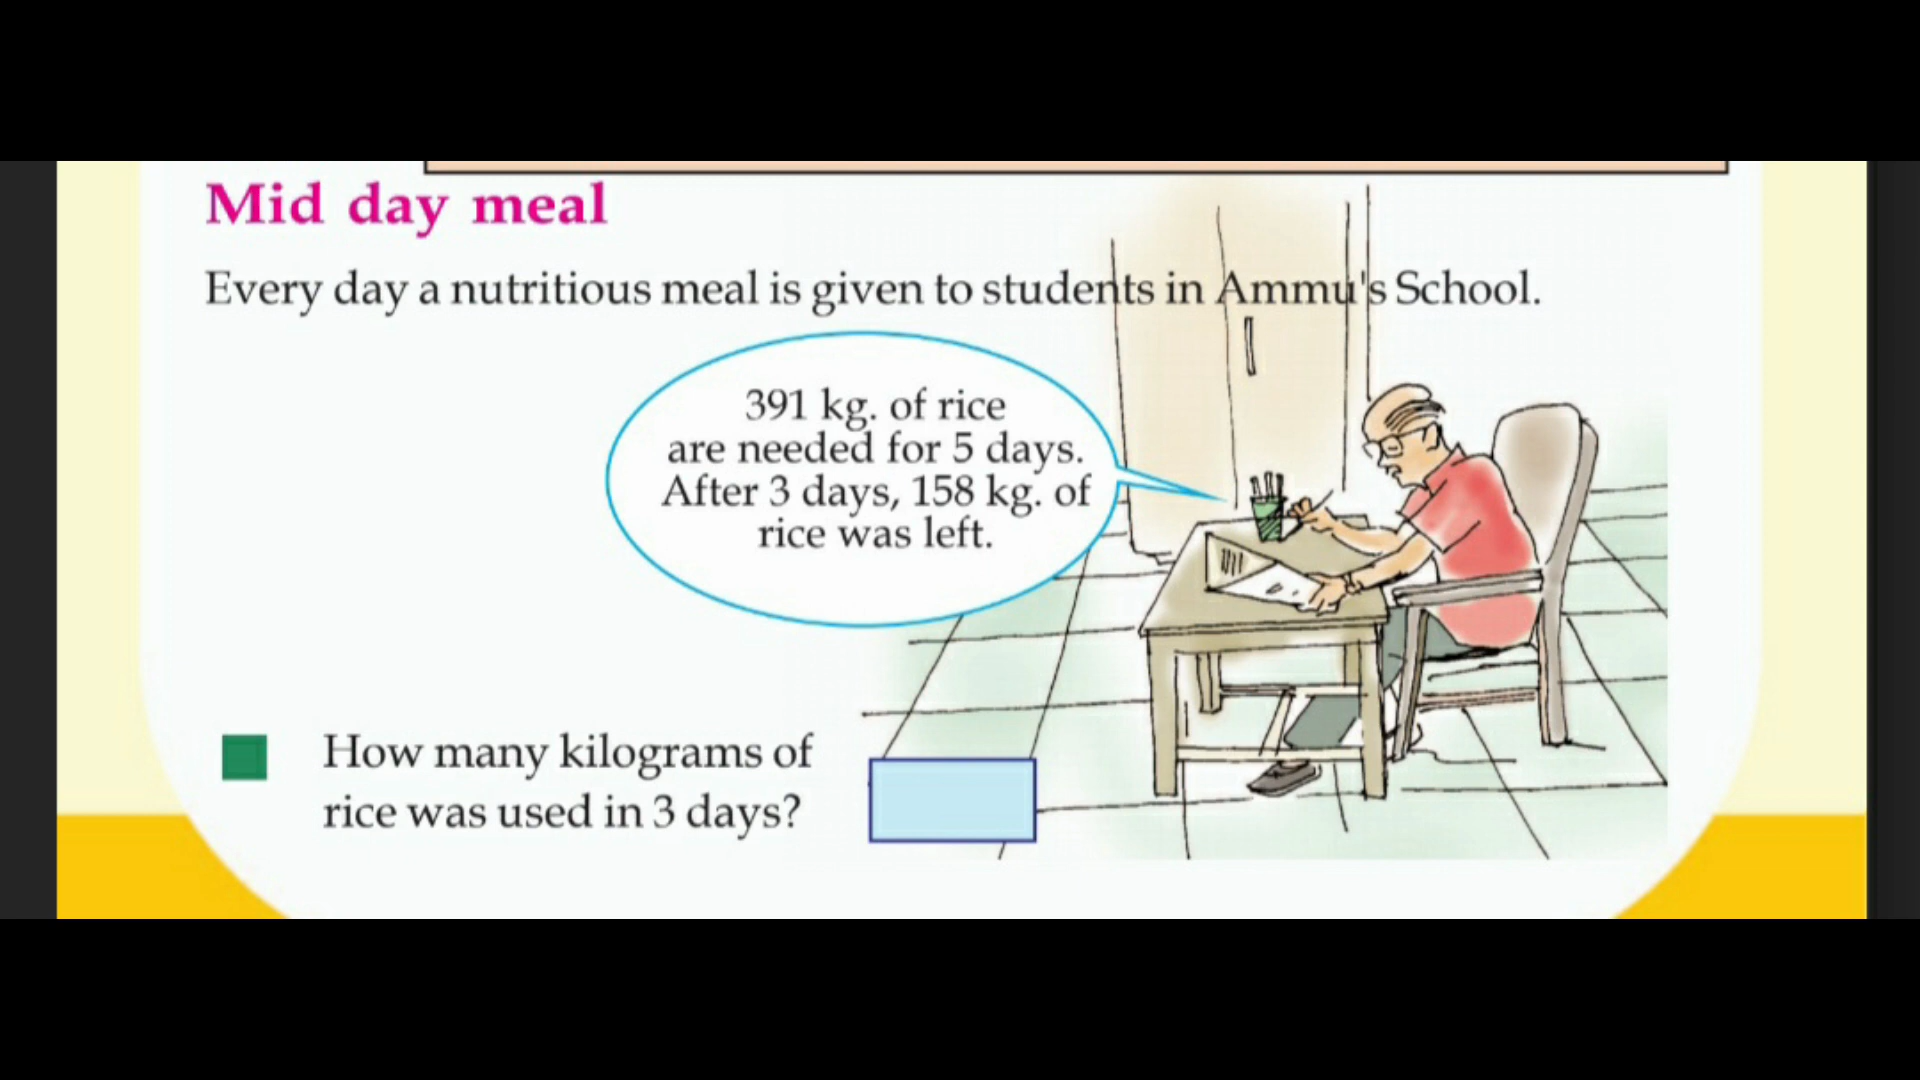 Mid day meal
Every day a nutritious meal is given to students in Ammu's School.
391 kg. of rice
are needed for 5 days.
After 3 days, 158 kg. of
rice was left.
How many kilograms of
rice was used in 3 days?